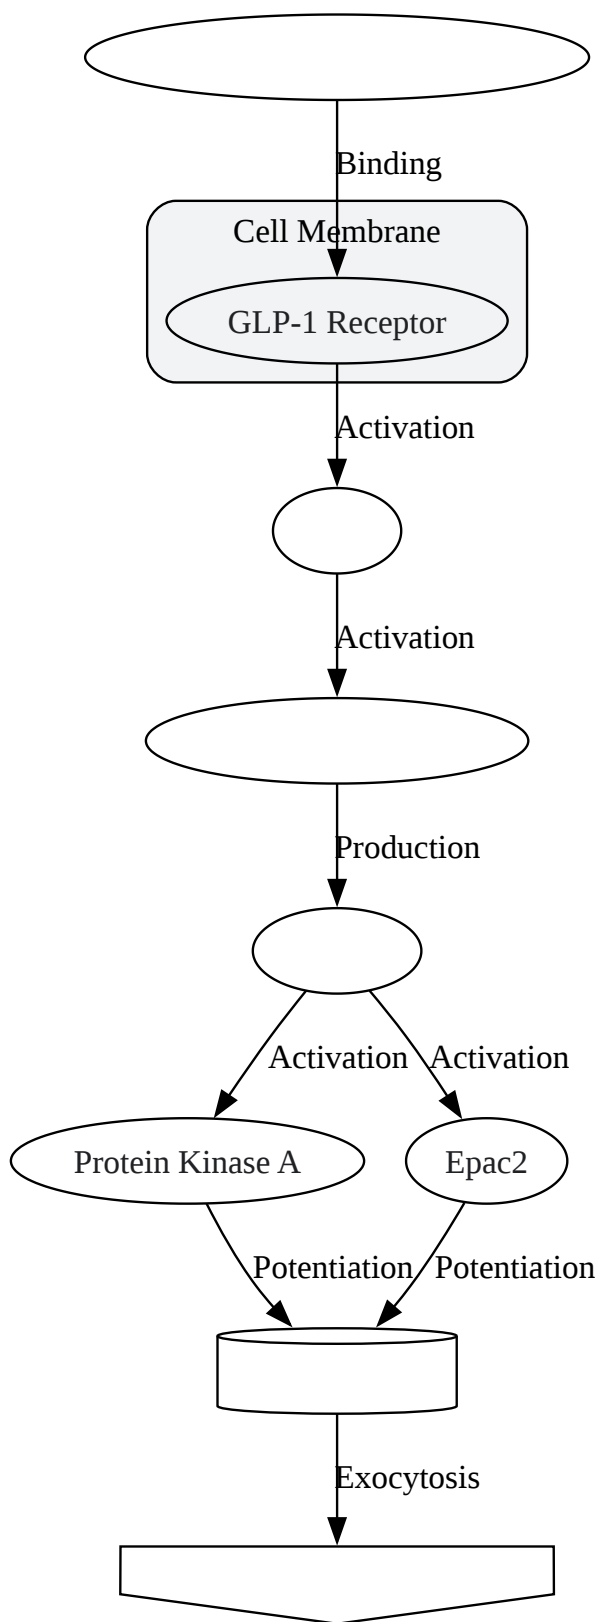 Binding
Cell Membrane
GLP-1 Receptor
Activation
Activation
Production
Activation
Activation
Protein Kinase A
Epac2
Potentiation
Potentiation
Exocytosis